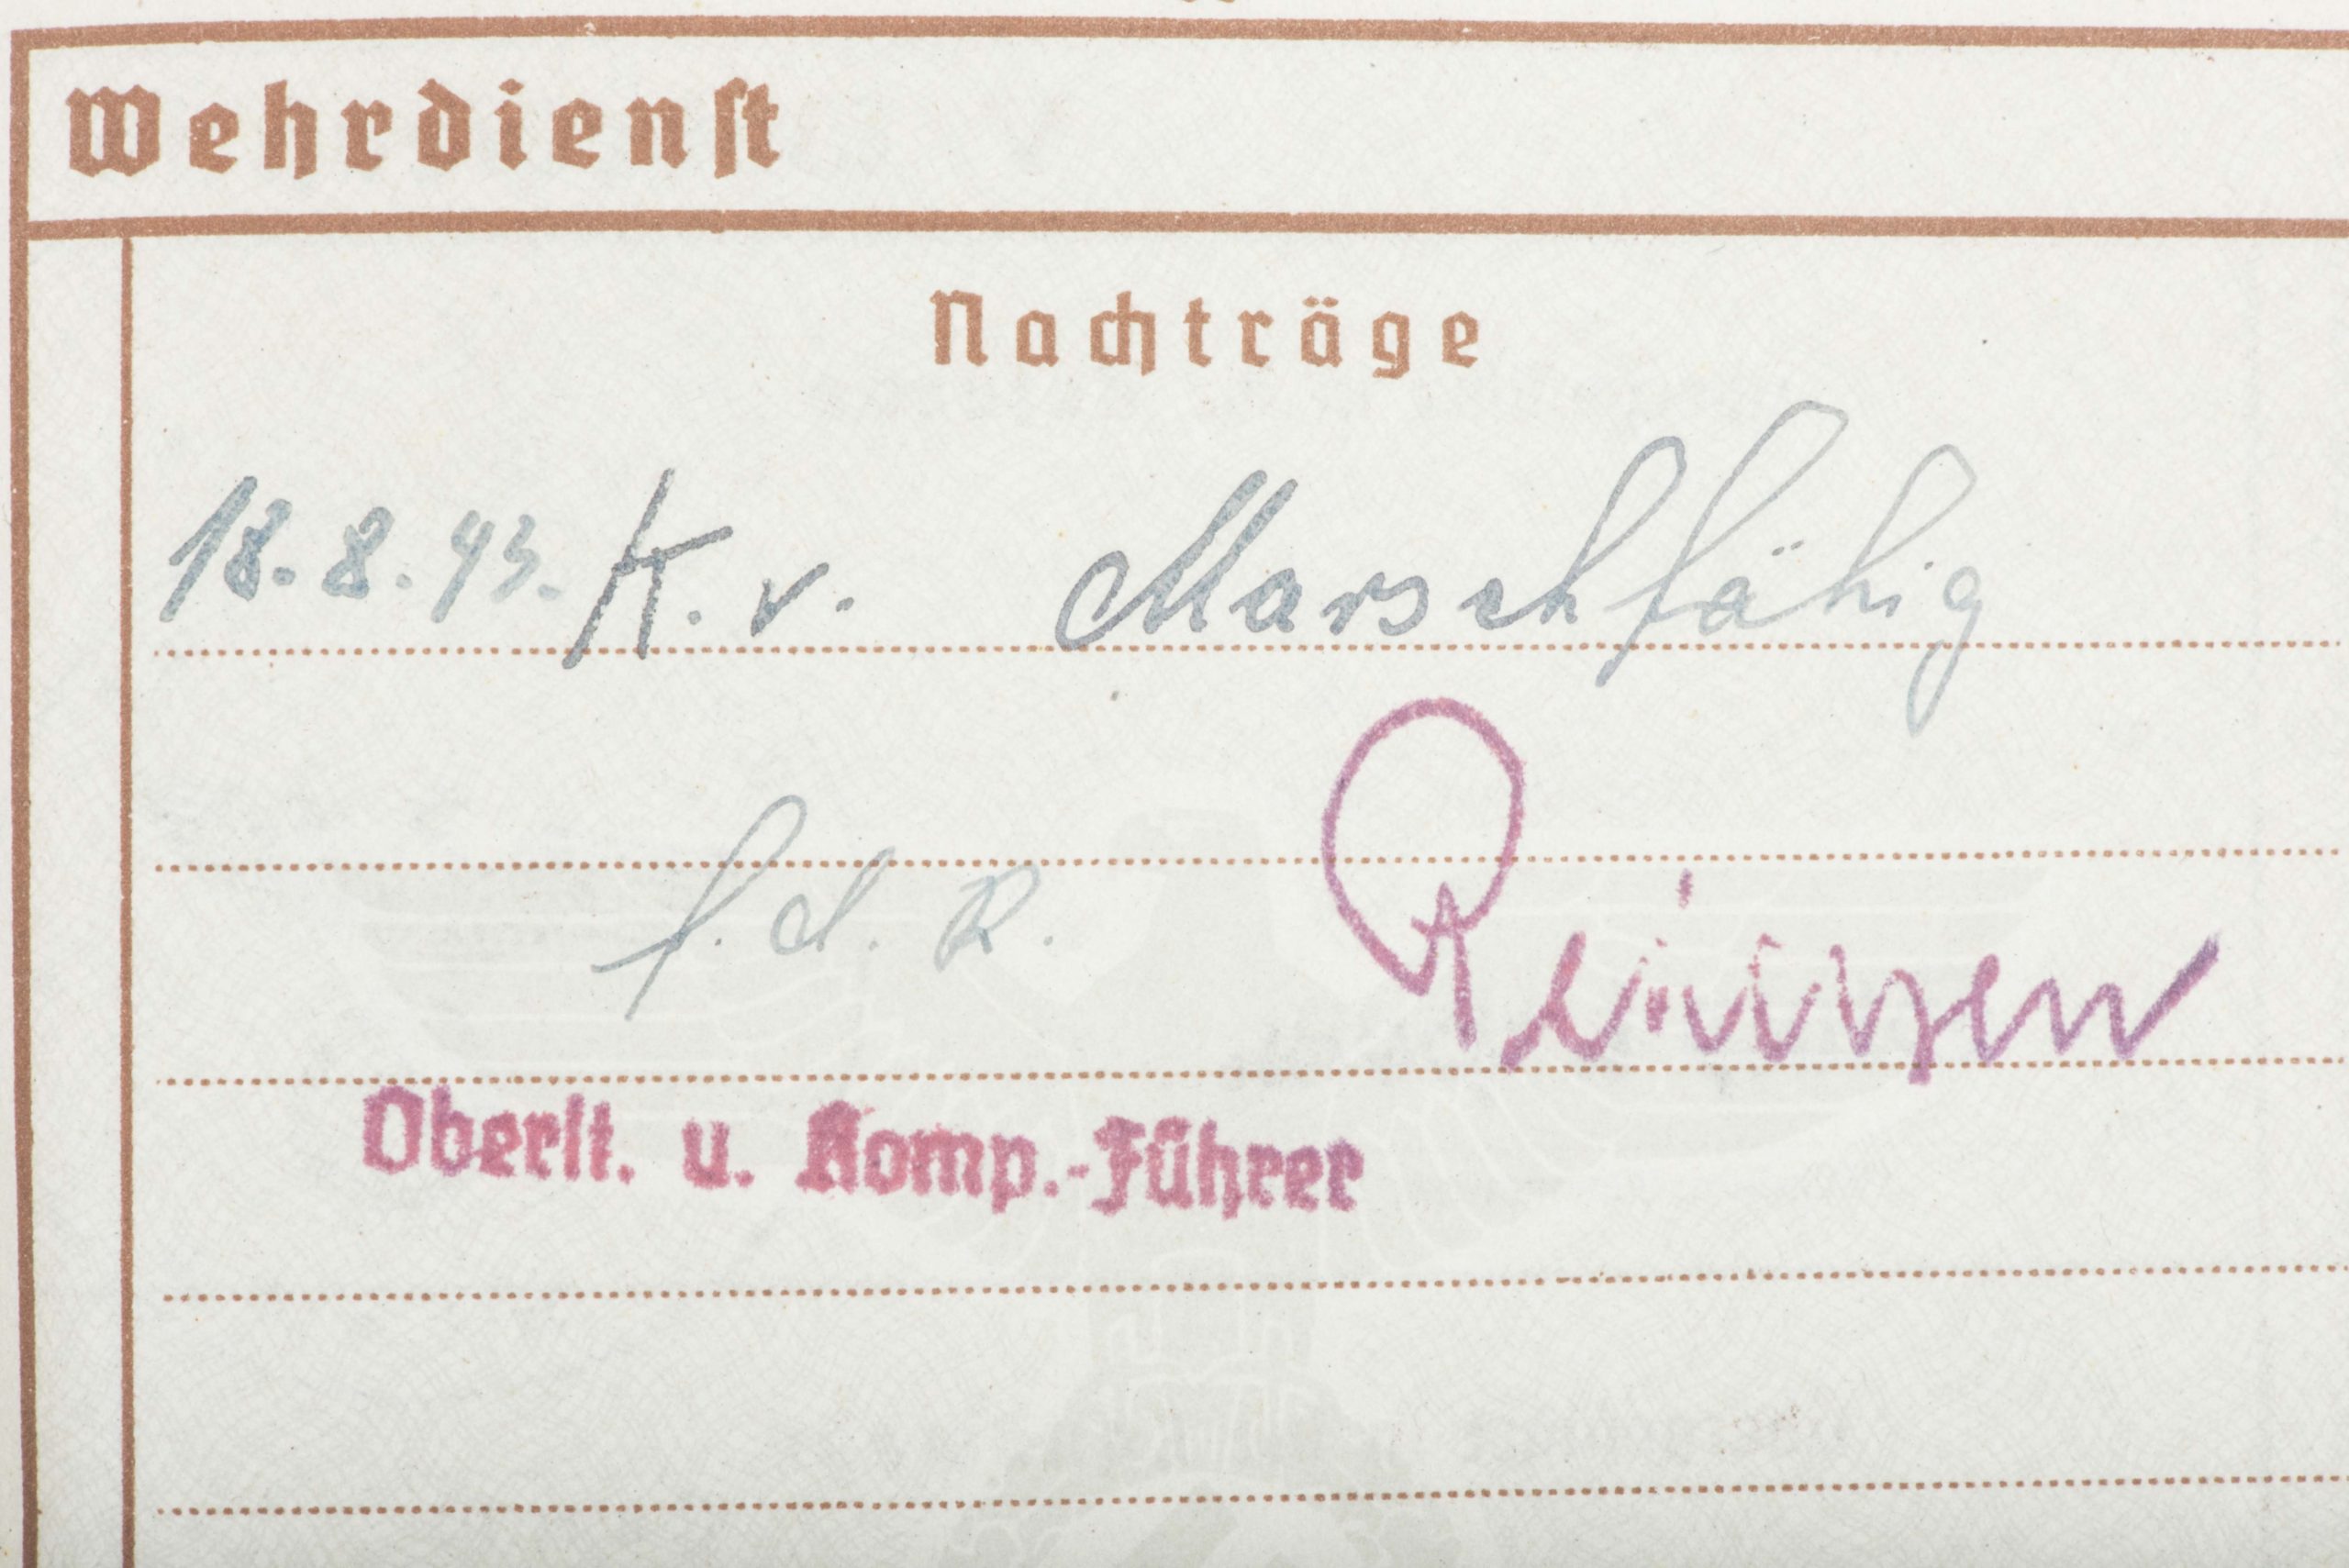 Wehrdienst
Nachträge
18.8.43. K. v. Marschfähig
f. d. R.
Oberlt. u. Komp.-Führer